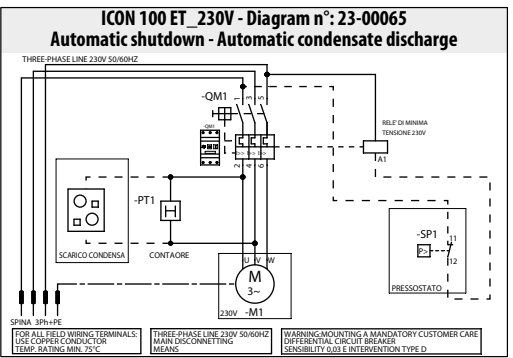 ICON 100 ET_230V - Diagram n°: 23-00065
Automatic shutdown - Automatic condensate discharge
THREE-PHASE LINE 230V 50/60HZ
-QM1
1 3 5
-QM1
RELE' DI MINIMA
TENSIONE 230V
I>> I>> I>>
A1
2 4 6
-PT1
SCARICO CONDENSA
CONTAORE
-SP1
11
P>
12
PRESSOSTATO
U V W
M
3~
230V -M1
SPINA 3Ph+PE
FOR ALL FIELD WIRING TERMINALS:
USE COPPER CONDUCTOR
TEMP. RATING MIN. 75°C
THREE-PHASE LINE 230V 50/60HZ
MAIN DISCONNETTING
MEANS
WARNING:MOUNTING A MANDATORY CUSTOMER CARE
DIFFERENTIAL CIRCUIT BREAKER
SENSIBILITY 0,03 E INTERVENTION TYPE D